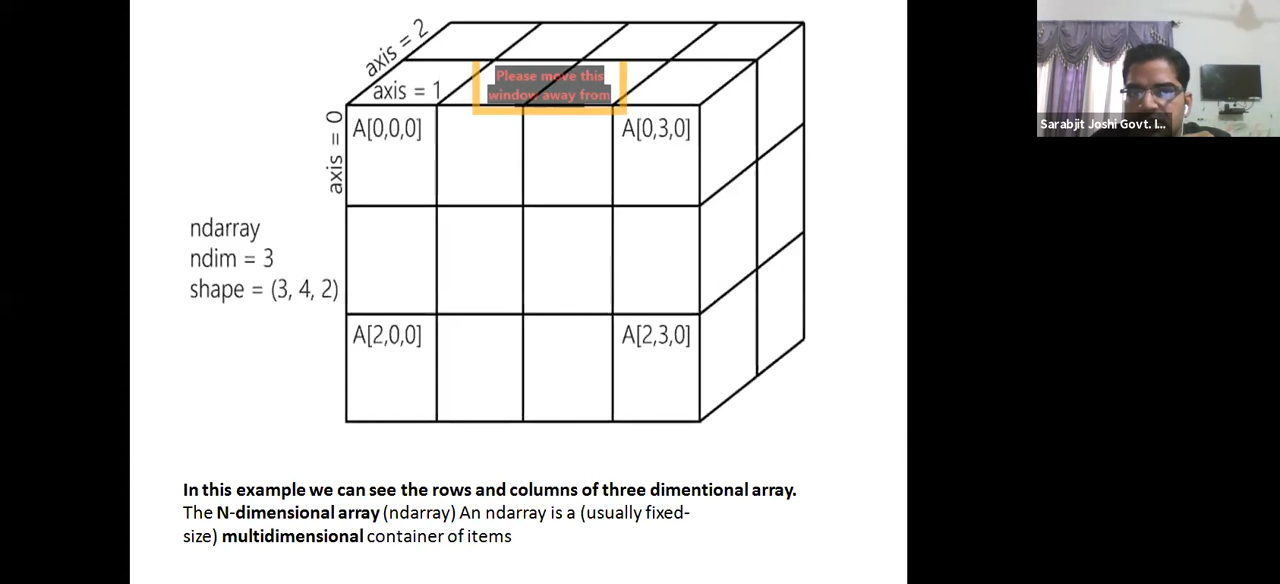 axis = 2
axis = 1
Please move this
window away from
axis = 0
A[0,0,0]
A[0,3,0]
ndarray
ndim = 3
shape = (3, 4, 2)
A[2,0,0]
A[2,3,0]
In this example we can see the rows and columns of three dimentional array.
The N-dimensional array (ndarray) An ndarray is a (usually fixed-
size) multidimensional container of items
Sarabjit Joshi Govt. I...